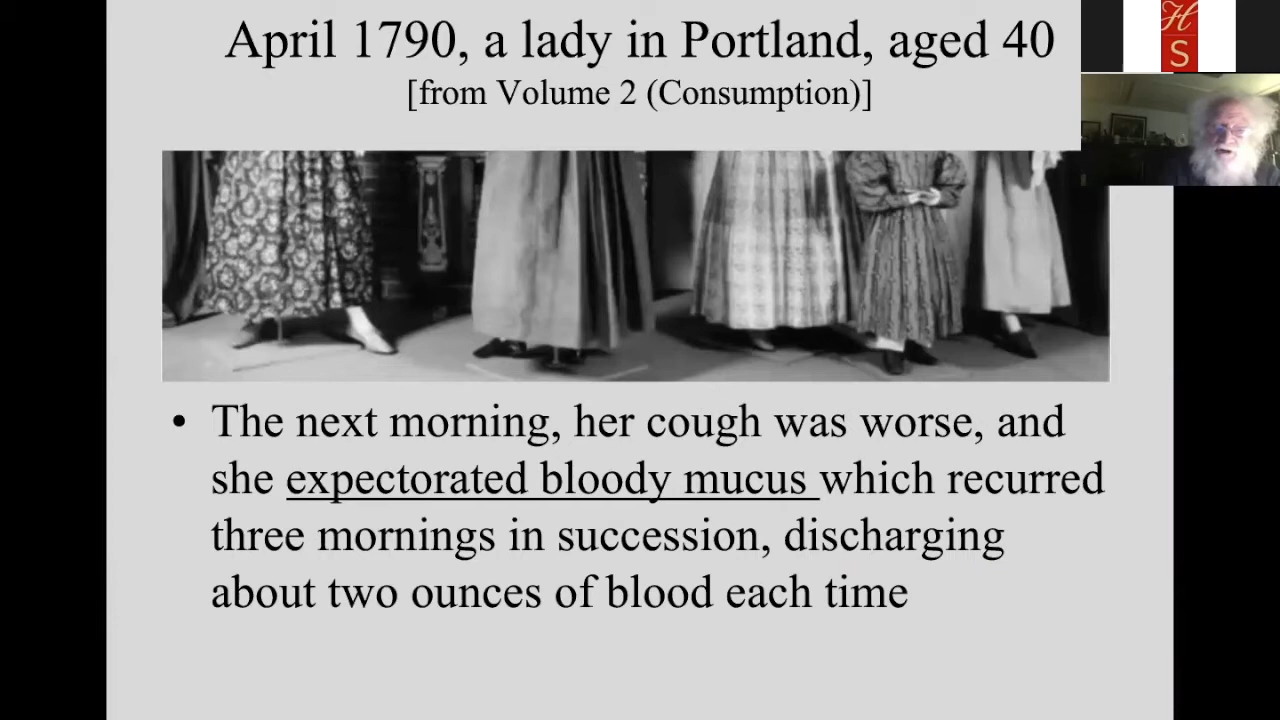 April 1790, a lady in Portland, aged 40
[from Volume 2 (Consumption)]
H
S
• The next morning, her cough was worse, and
she expectorated bloody mucus which recurred
three mornings in succession, discharging
about two ounces of blood each time